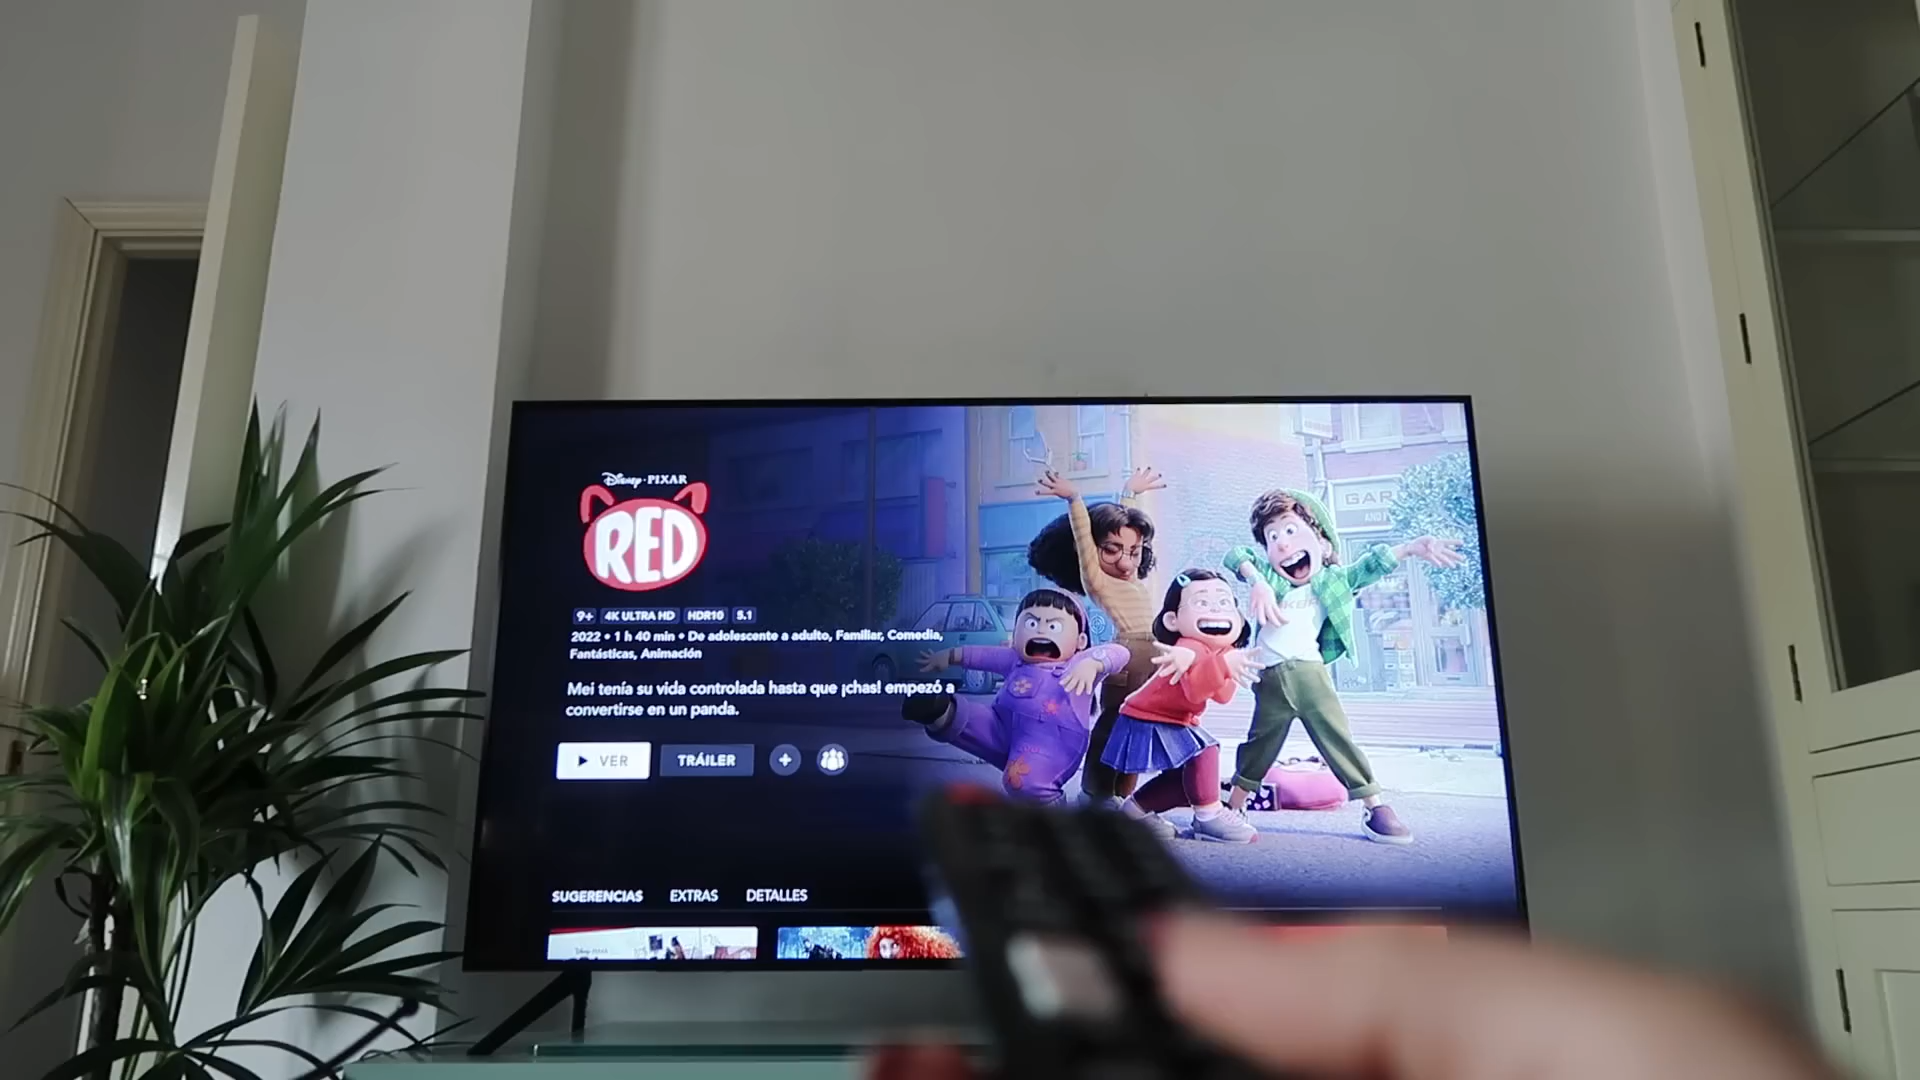 Disney · PIXAR
RED
9+ 4K ULTRA HD HDR10 5.1
2022 • 1 h 40 min • De adolescente a adulto, Familiar, Comedia,
Fantásticas, Animación
Mei tenía su vida controlada hasta que ¡chas! empezó a
convertirse en un panda.
VER TRÁILER
SUGERENCIAS EXTRAS DETALLES